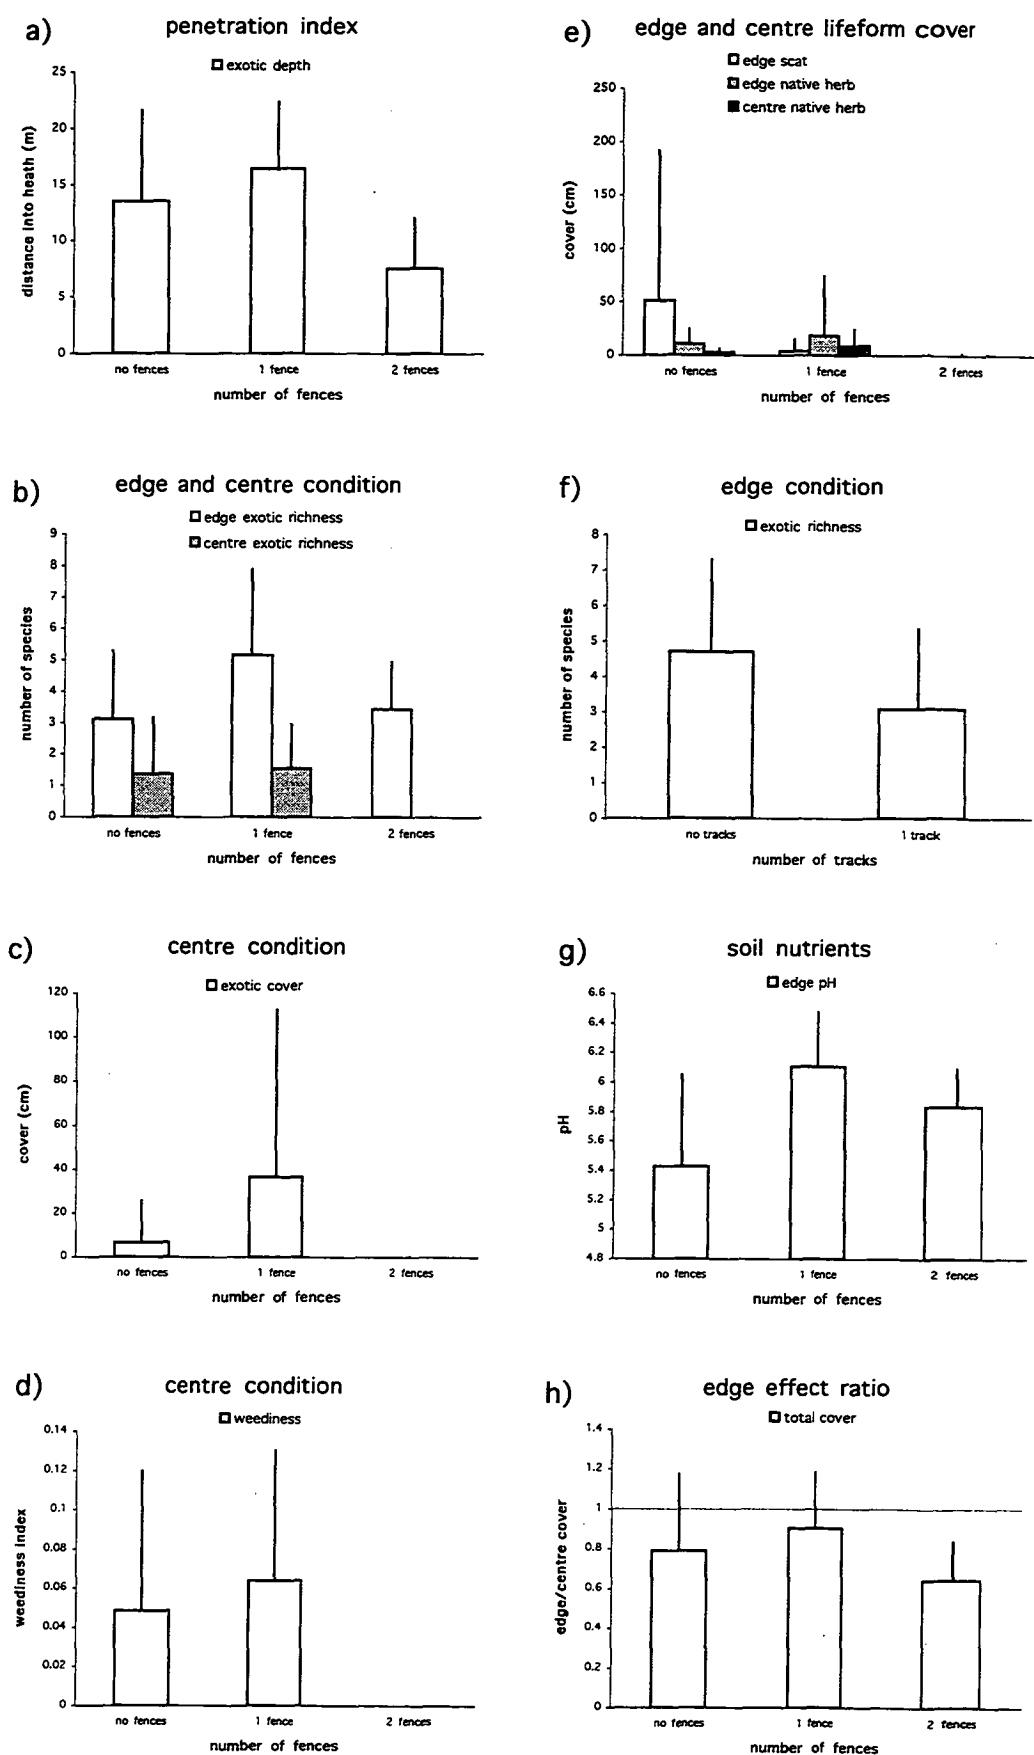 a)
penetration index
exotic depth
distance into heath (m)
25
20
15
10
5
0
no fences 1 fence 2 fences
number of fences
b)
edge and centre condition
edge exotic richness
centre exotic richness
number of species
9
8
7
6
5
4
3
2
1
0
no fences 1 fence 2 fences
number of fences
c)
centre condition
exotic cover
cover (cm)
120
100
80
60
40
20
0
no fences 1 fence 2 fences
number of fences
d)
centre condition
weediness
weediness index
0.14
0.12
0.1
0.08
0.06
0.04
0.02
0
no fences 1 fence 2 fences
number of fences
e)
edge and centre lifeform cover
edge scat
edge native herb
centre native herb
cover (cm)
250
200
150
100
50
0
no fences 1 fence 2 fences
number of fences
f)
edge condition
exotic richness
number of species
8
7
6
5
4
3
2
1
0
no tracks 1 track
number of tracks
g)
soil nutrients
edge pH
pH
6.6
6.4
6.2
6
5.8
5.6
5.4
5.2
5
4.8
no fences 1 fence 2 fences
number of fences
h)
edge effect ratio
total cover
edge/centre cover
1.4
1.2
1
0.8
0.6
0.4
0.2
0
no fences 1 fence 2 fences
number of fences